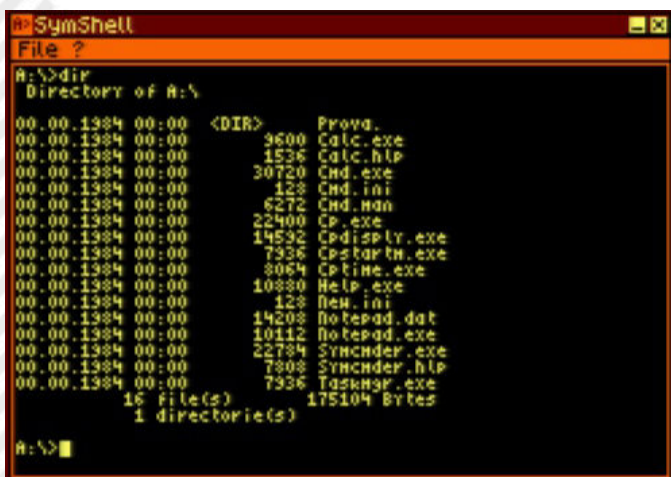 SymShell
File ?
A:\>dir
Directory of A:\
00.00.1984 00:00 <DIR> Prova.
00.00.1984 00:00 9600 Calc.exe
00.00.1984 00:00 1536 Calc.hlp
00.00.1984 00:00 30720 Cmd.exe
00.00.1984 00:00 128 Cmd.ini
00.00.1984 00:00 6272 Cmd.man
00.00.1984 00:00 22400 Cp.exe
00.00.1984 00:00 14592 Cpdisply.exe
00.00.1984 00:00 7936 Cpstartm.exe
00.00.1984 00:00 8064 Cptime.exe
00.00.1984 00:00 10880 Help.exe
00.00.1984 00:00 128 New.ini
00.00.1984 00:00 14208 Notepad.dat
00.00.1984 00:00 10112 Notepad.exe
00.00.1984 00:00 22784 Symcmder.exe
00.00.1984 00:00 7808 Symcmder.hlp
00.00.1984 00:00 7936 Taskmgr.exe
16 file(s) 175104 Bytes
1 directorie(s)
A:\>